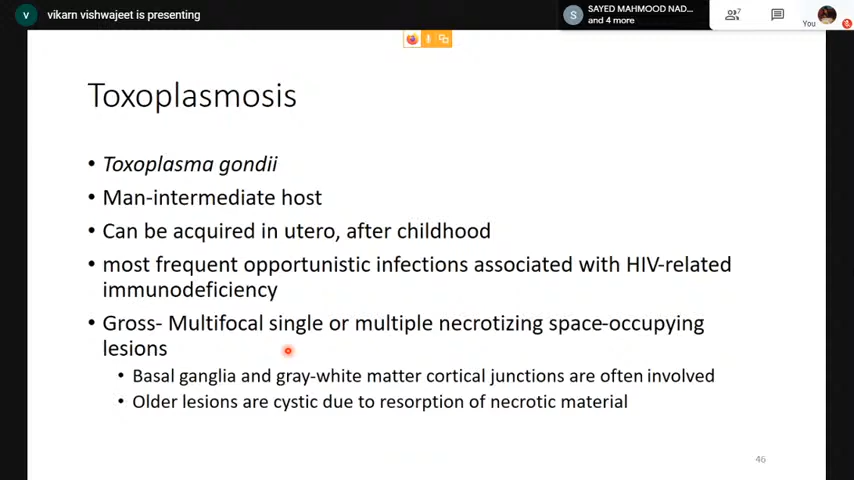 v
vikarn vishwajeet is presenting
S
SAYED MAHMOOD NAD...
and 4 more
7
You
Toxoplasmosis
• Toxoplasma gondii
• Man-intermediate host
• Can be acquired in utero, after childhood
• most frequent opportunistic infections associated with HIV-related
immunodeficiency
• Gross- Multifocal single or multiple necrotizing space-occupying
lesions
• Basal ganglia and gray-white matter cortical junctions are often involved
• Older lesions are cystic due to resorption of necrotic material
46